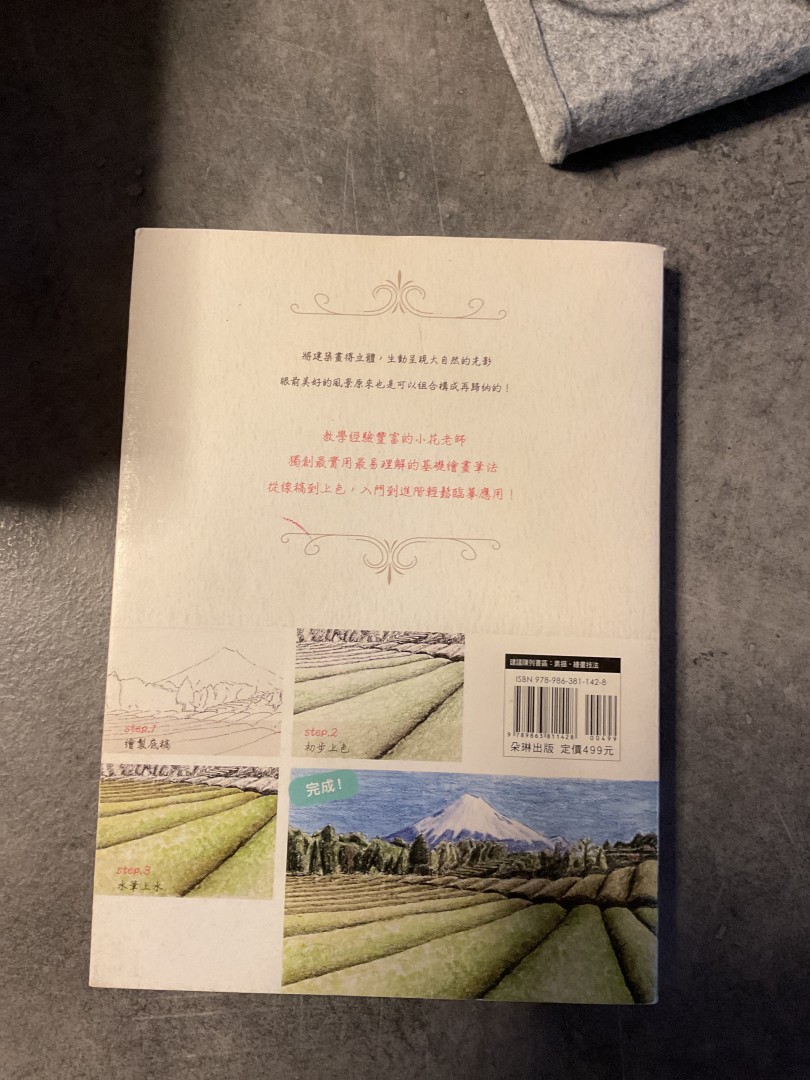 將建築畫得立體，生動呈現大自然的光影
眼前美好的風景原來也是可以組合構成再歸納的！
教學經驗豐富的小花老師
獨創最實用最易理解的基礎繪畫筆法
從線稿到上色，入門到進階輕鬆臨摹應用！
step.1
繪製底稿
step.2
初步上色
建議陳列書區：素描、繪畫技法
ISBN 978-986-381-142-8
9 789863 811428
00499
朵琳出版 定價499元
step.3
水筆上水
完成！